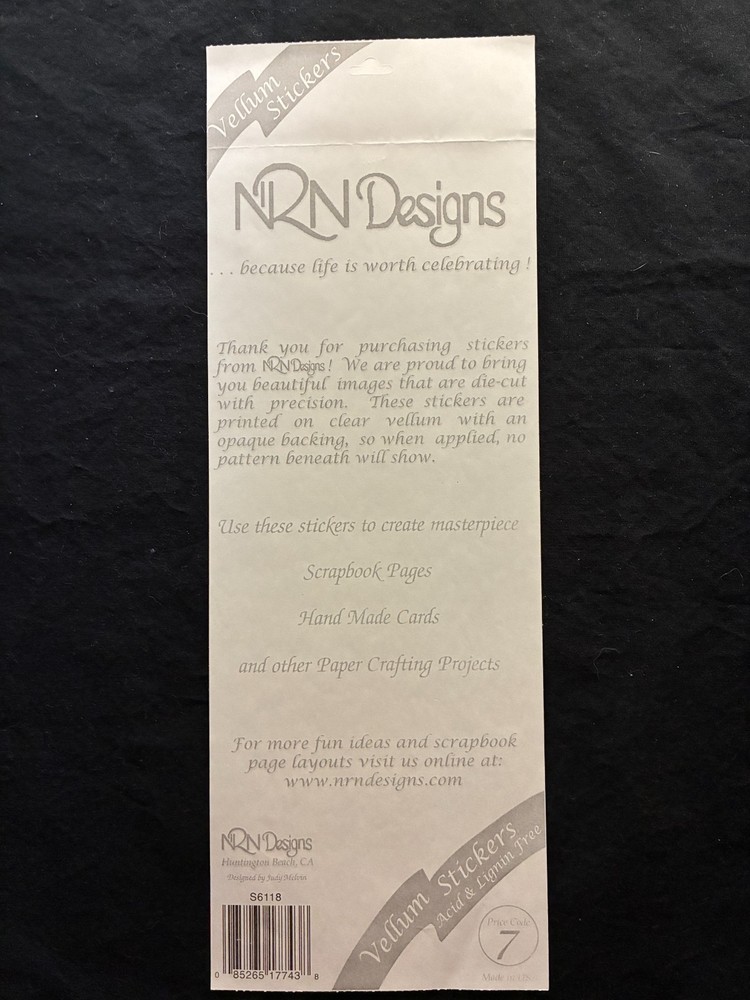 Vellum
Stickers
NRN Designs
. . . because life is worth celebrating !
Thank you for purchasing stickers
from NRN Designs ! We are proud to bring
you beautiful images that are die-cut
with precision. These stickers are
printed on clear vellum with an
opaque backing, so when applied, no
pattern beneath will show.
Use these stickers to create masterpiece
Scrapbook Pages
Hand Made Cards
and other Paper Crafting Projects
For more fun ideas and scrapbook
page layouts visit us online at:
www.nrndesigns.com
NRN Designs
Huntington Beach, CA
Designed by Judy Melvin
S6118
0 85265 17743 8
Vellum Stickers
Acid & Lignin Free
Price Code
7
Made in US